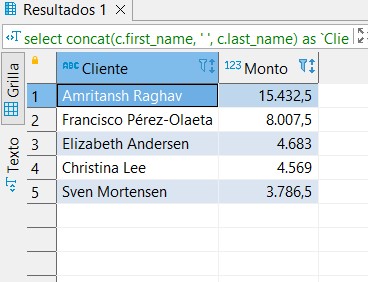 Resultados 1
select concat(c.first_name, ' ', c.last_name) as `Clie
Grilla
Texto
ABC Cliente 123 Monto
1 Amritansh Raghav 15.432,5
2 Francisco Pérez-Olaeta 8.007,5
3 Elizabeth Andersen 4.683
4 Christina Lee 4.569
5 Sven Mortensen 3.786,5